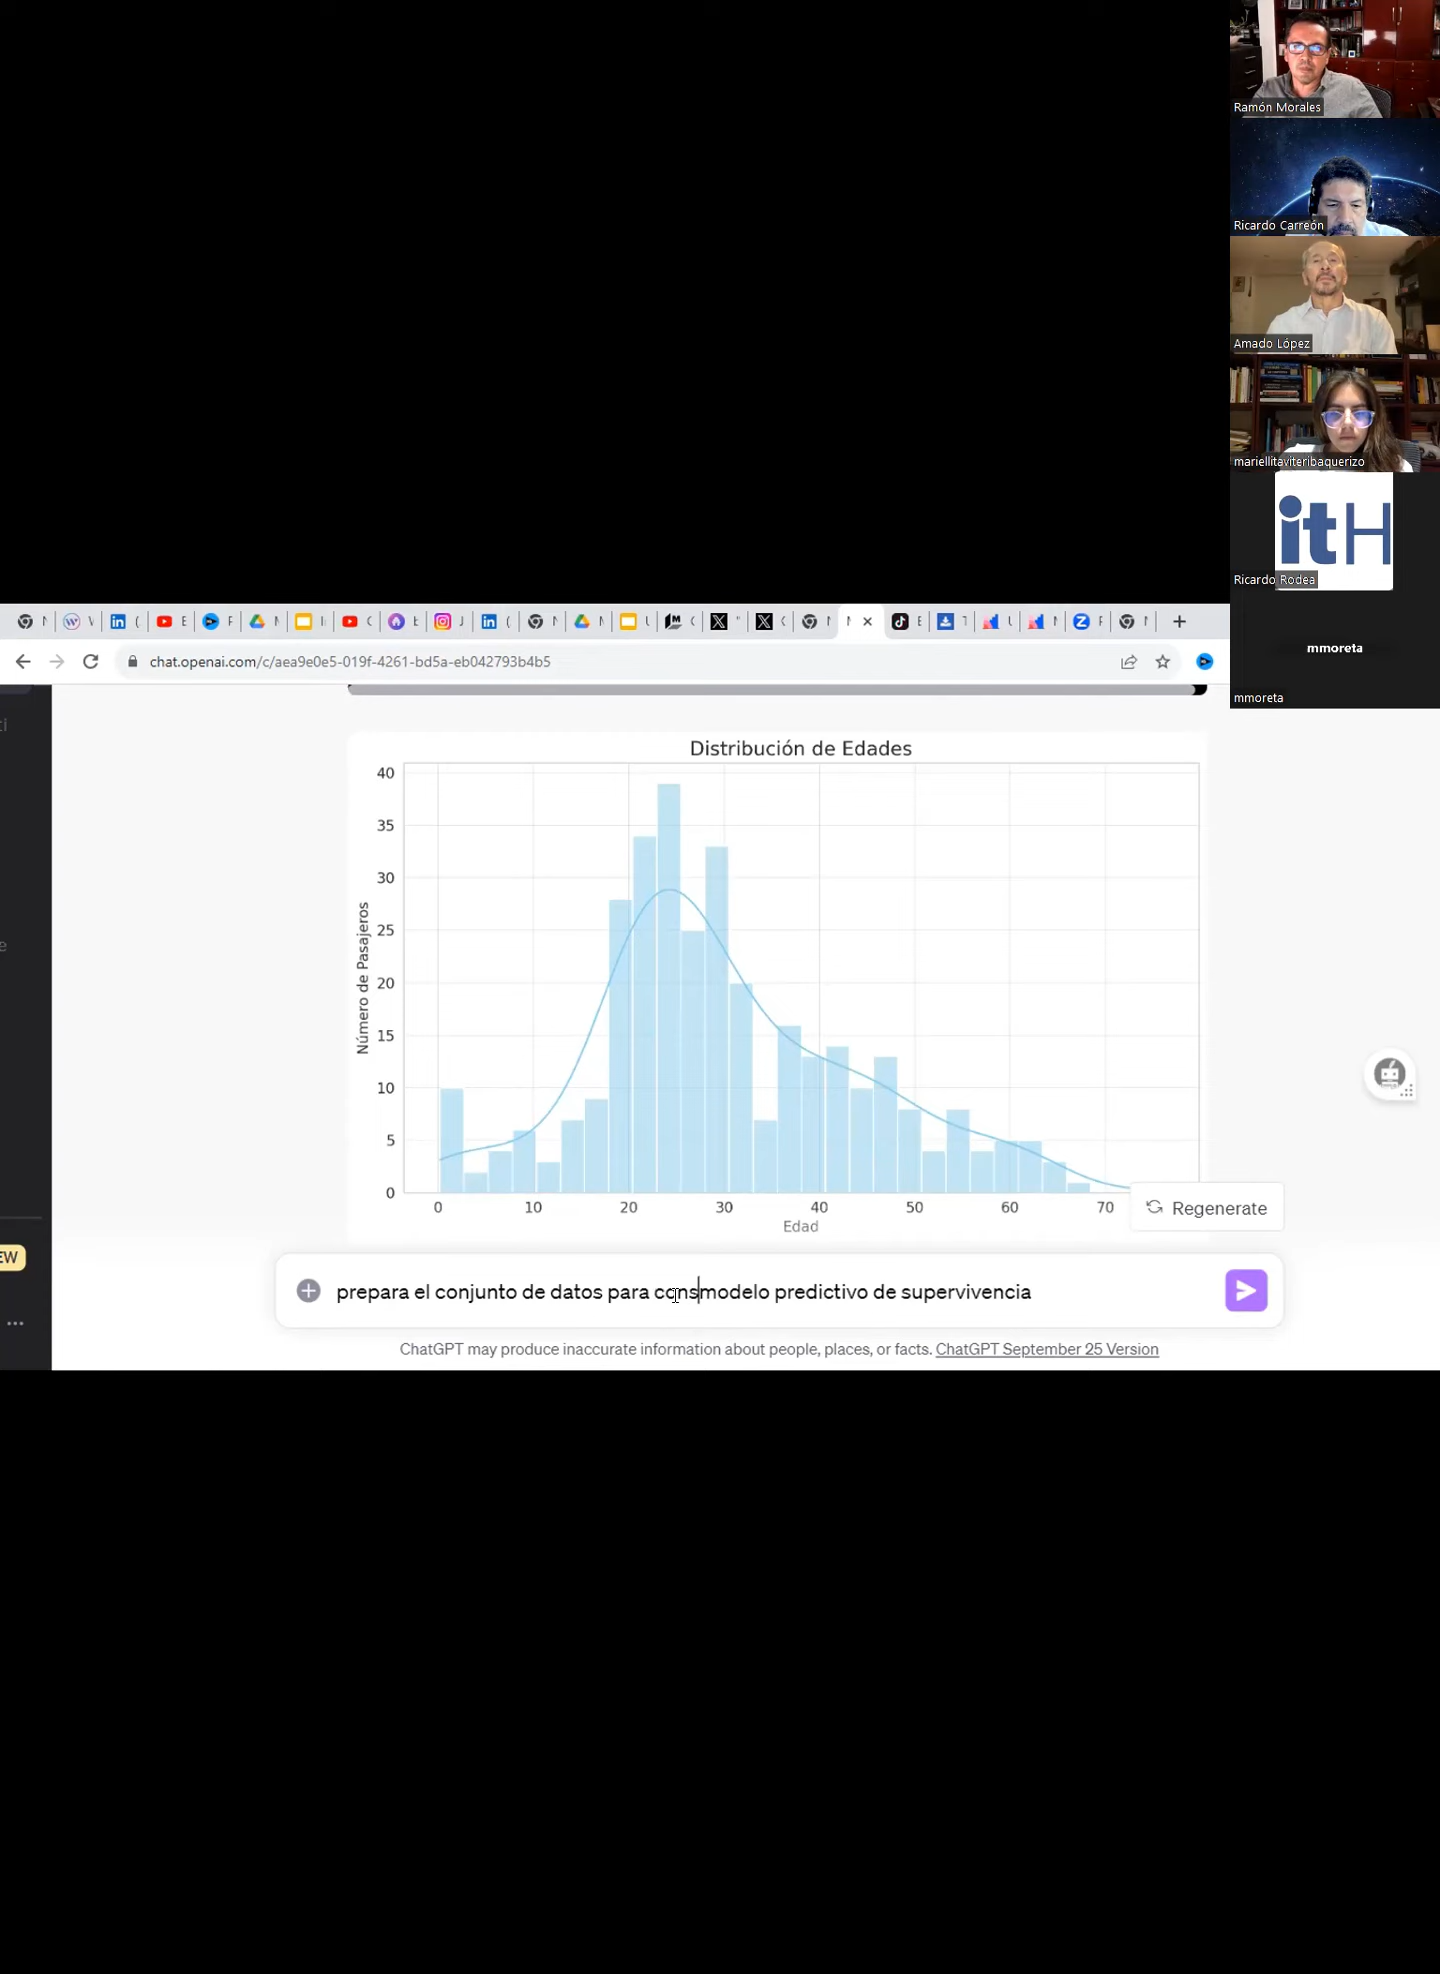 Ramón Morales
Ricardo Carreón
Amado López
mariellitaviteribaquerizo
itH
Ricardo Rodea
mmoreta
mmoreta
chat.openai.com/c/aea9e0e5-019f-4261-bd5a-eb042793b4b5
Distribución de Edades
40
35
30
25
20
15
10
5
0
Número de Pasajeros
0 10 20 30 40 50 60 70
Edad
Regenerate
EW
prepara el conjunto de datos para consmodelo predictivo de supervivencia
ChatGPT may produce inaccurate information about people, places, or facts. ChatGPT September 25 Version